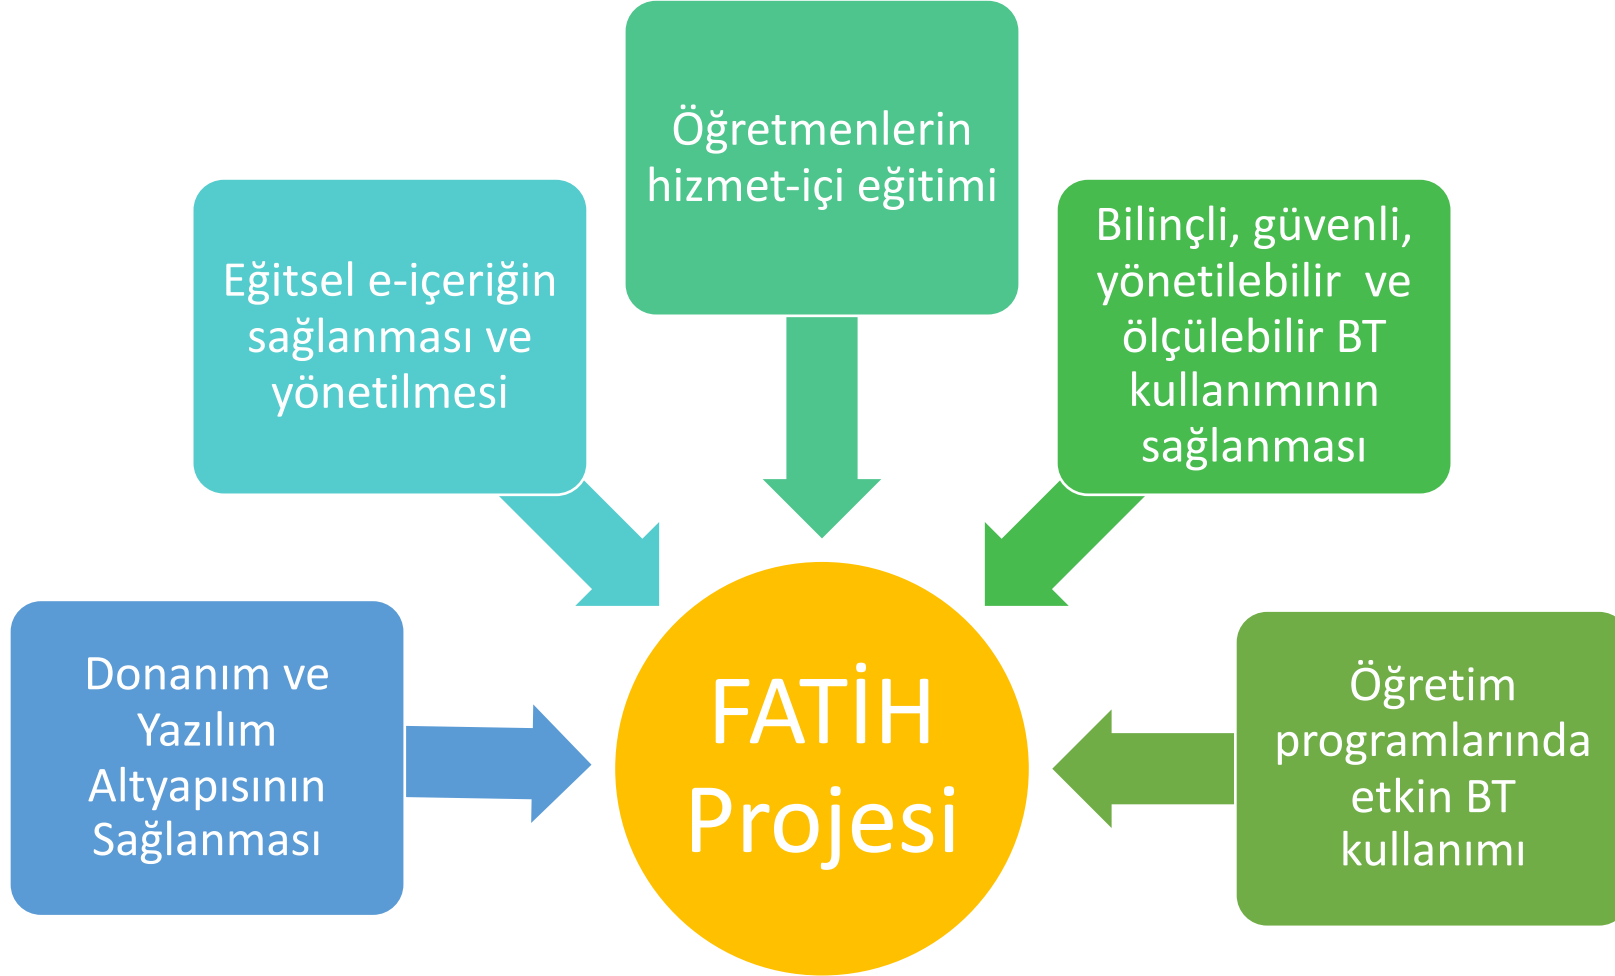 Öğretmenlerin
hizmet-içi eğitimi
Eğitsel e-içeriğin
sağlanması ve
yönetilmesi
Bilinçli, güvenli,
yönetilebilir ve
ölçülebilir BT
kullanımının
sağlanması
Donanım ve
Yazılım
Altyapısının
Sağlanması
FATİH
Projesi
Öğretim
programlarında
etkin BT
kullanımı